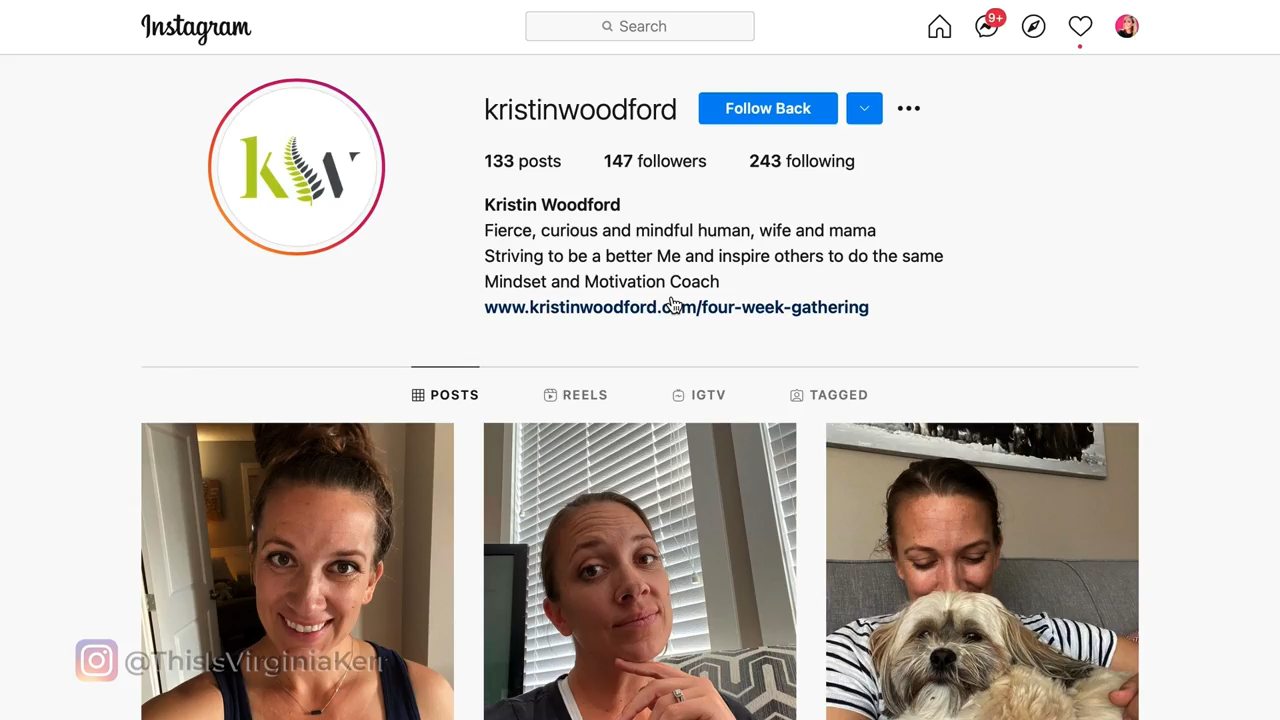 Instagram
Search
9+
kristinwoodford
Follow Back
133 posts
147 followers
243 following
kw
Kristin Woodford
Fierce, curious and mindful human, wife and mama
Striving to be a better Me and inspire others to do the same
Mindset and Motivation Coach
www.kristinwoodford.com/four-week-gathering
POSTS
REELS
IGTV
TAGGED
@ThisIsVirginiaKerr